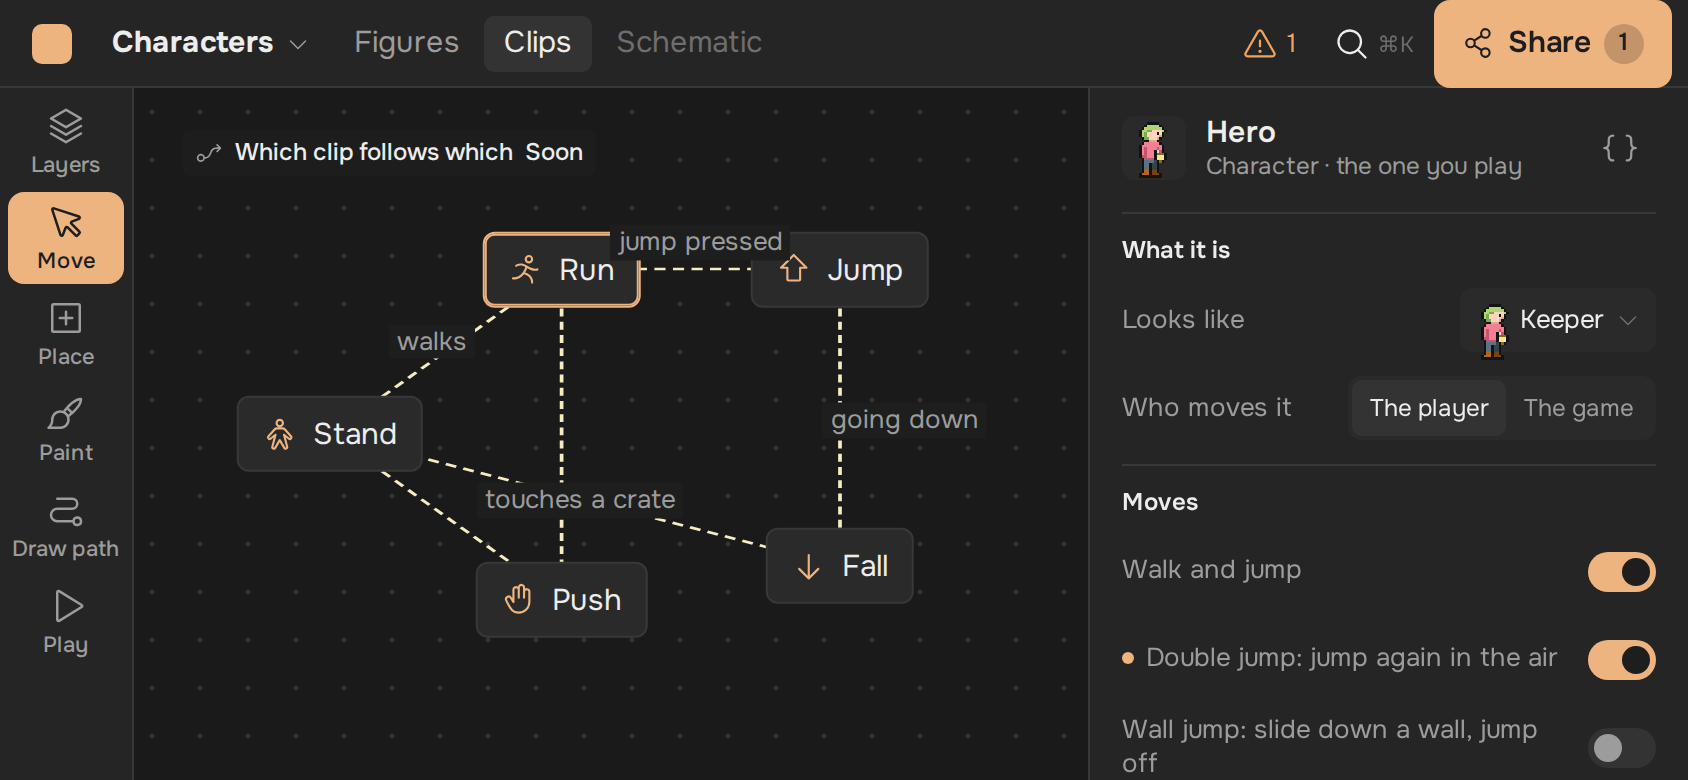 Characters Figures Clips Schematic 1 ⌘K Share 1
Layers
Move
Place
Paint
Draw path
Play
Which clip follows which Soon
jump pressed
Run
Jump
walks
Stand
going down
touches a crate
Fall
Push
Hero
Character · the one you play
{ }
What it is
Looks like Keeper
Who moves it The player The game
Moves
Walk and jump
Double jump: jump again in the air
Wall jump: slide down a wall, jump
off